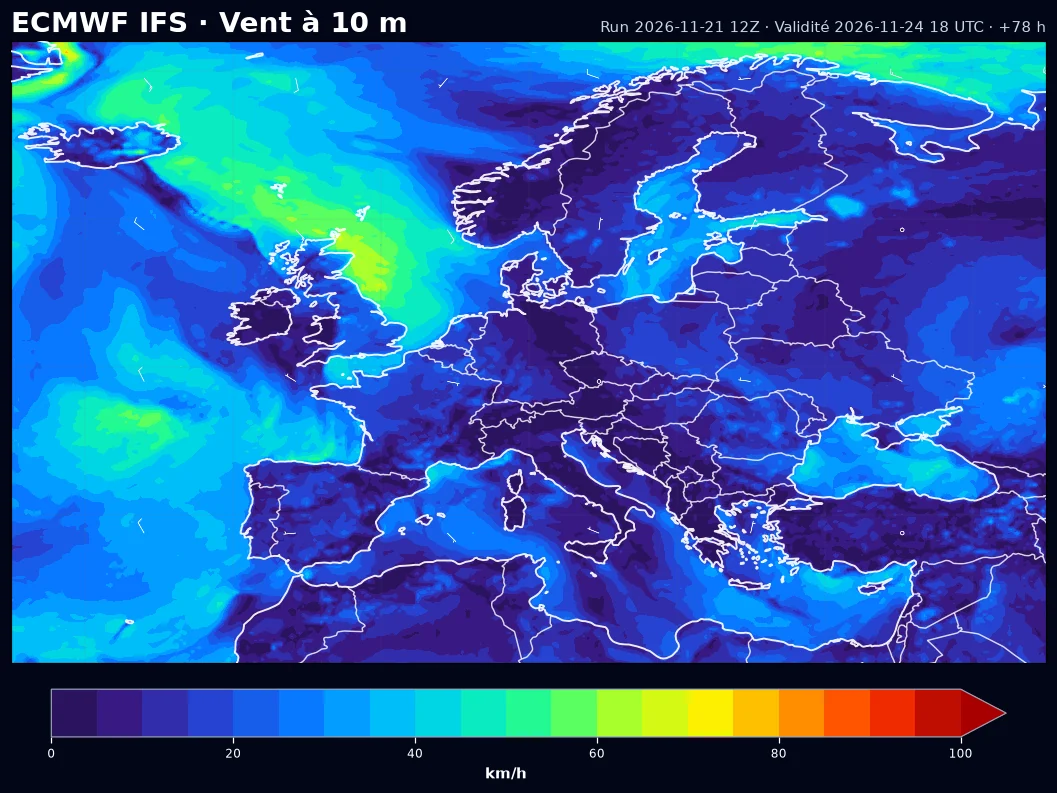 ECMWF IFS · Vent à 10 m
Run 2026-11-21 12Z · Validité 2026-11-24 18 UTC · +78 h
0 20 40 60 80 100
km/h